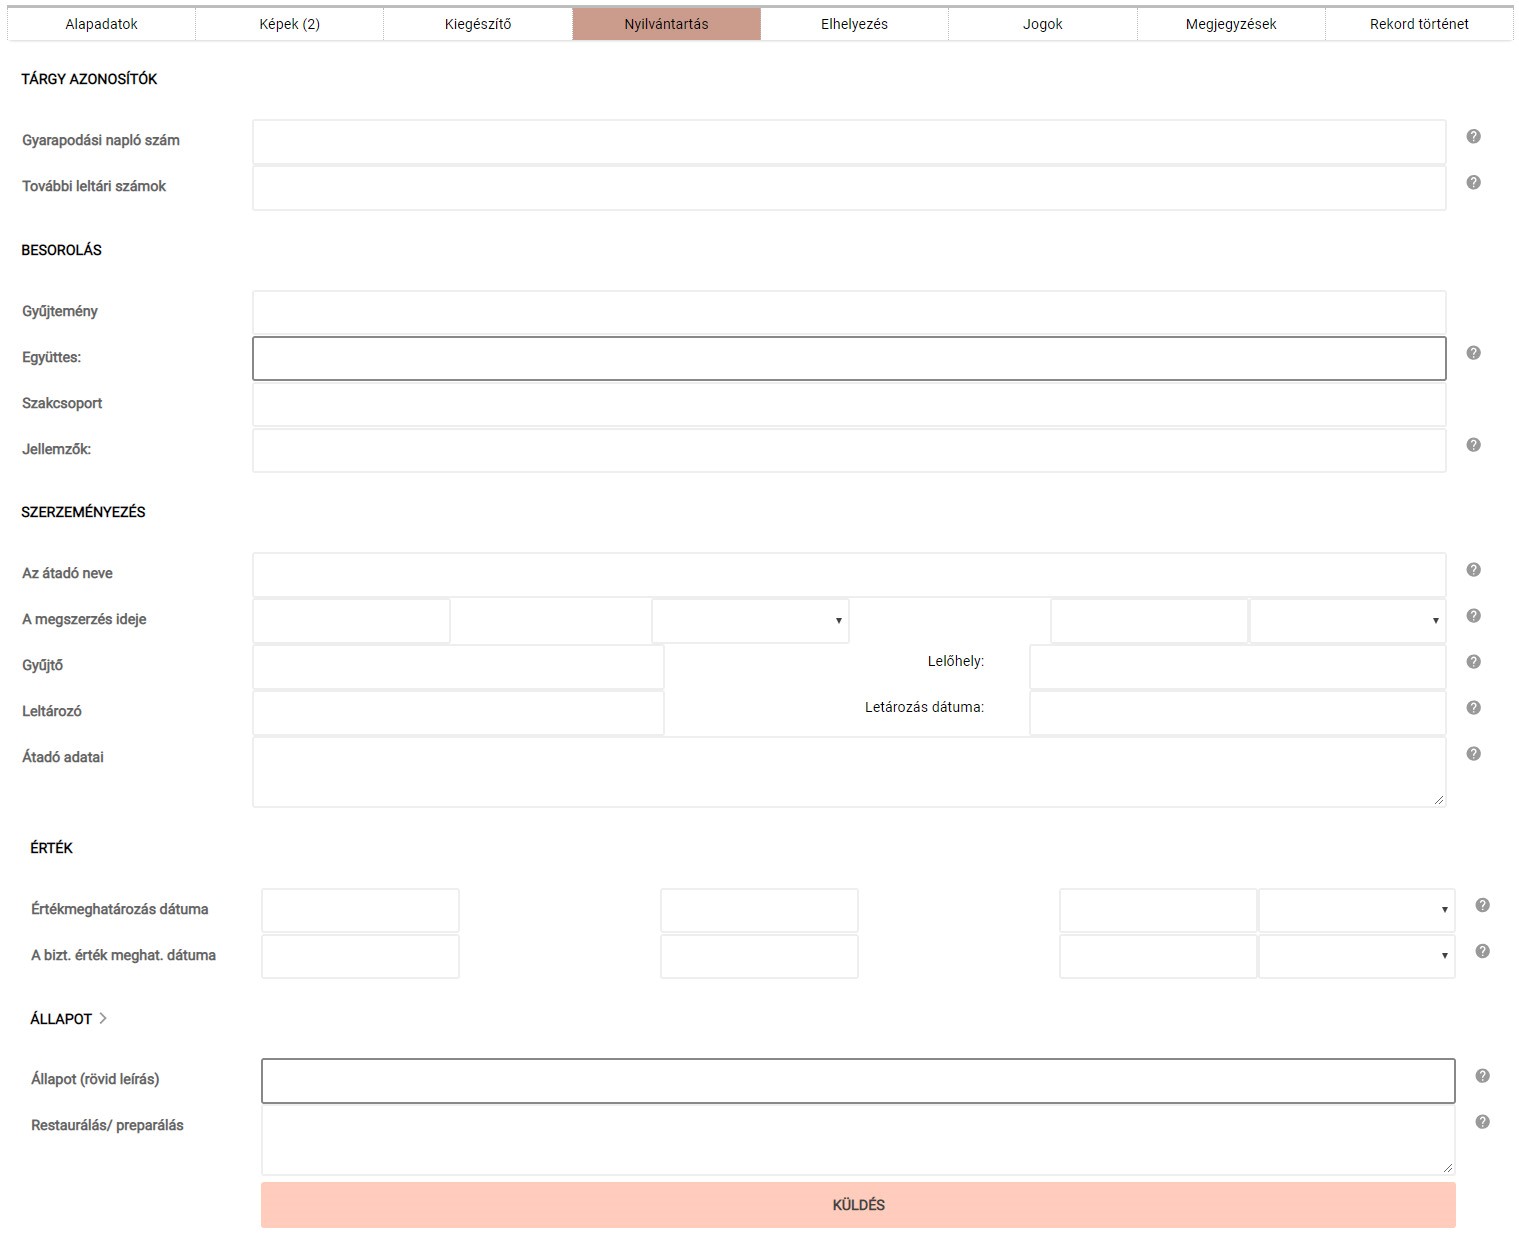 Alapadatok Képek (2) Kiegészítő Nyilvántartás Elhelyezés Jogok Megjegyzések Rekord történet
TÁRGY AZONOSÍTÓK
Gyarapodási napló szám
További leltári számok
BESOROLÁS
Gyűjtemény
Együttes:
Szakcsoport
Jellemzők:
SZERZEMÉNYEZÉS
Az átadó neve
A megszerzés ideje
Gyűjtő Lelőhely:
Leltározó Letározás dátuma:
Átadó adatai
ÉRTÉK
Értékmeghatározás dátuma
A bizt. érték meghat. dátuma
ÁLLAPOT >
Állapot (rövid leírás)
Restaurálás/ preparálás
KÜLDÉS